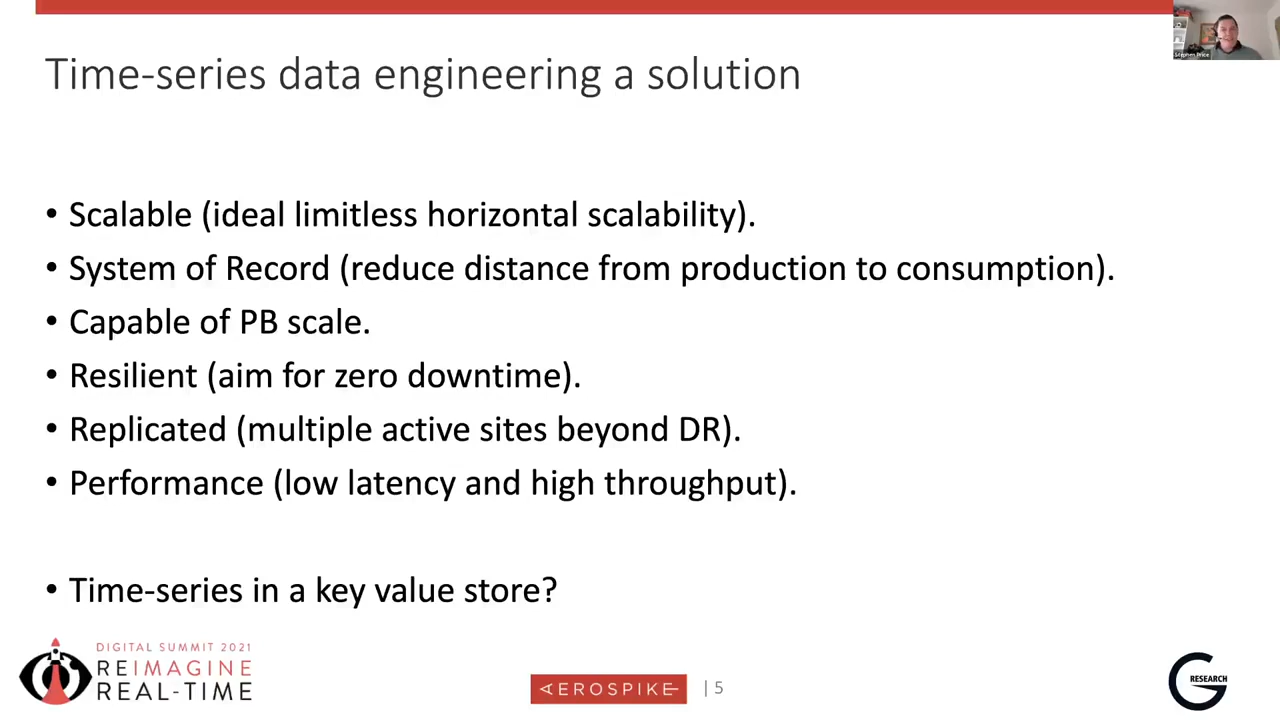 Stephen Price
Time-series data engineering a solution
• Scalable (ideal limitless horizontal scalability).
• System of Record (reduce distance from production to consumption).
• Capable of PB scale.
• Resilient (aim for zero downtime).
• Replicated (multiple active sites beyond DR).
• Performance (low latency and high throughput).
• Time-series in a key value store?
DIGITAL SUMMIT 2021
REIMAGINE
REAL-TIME
AEROSPIKE
| 5
G RESEARCH